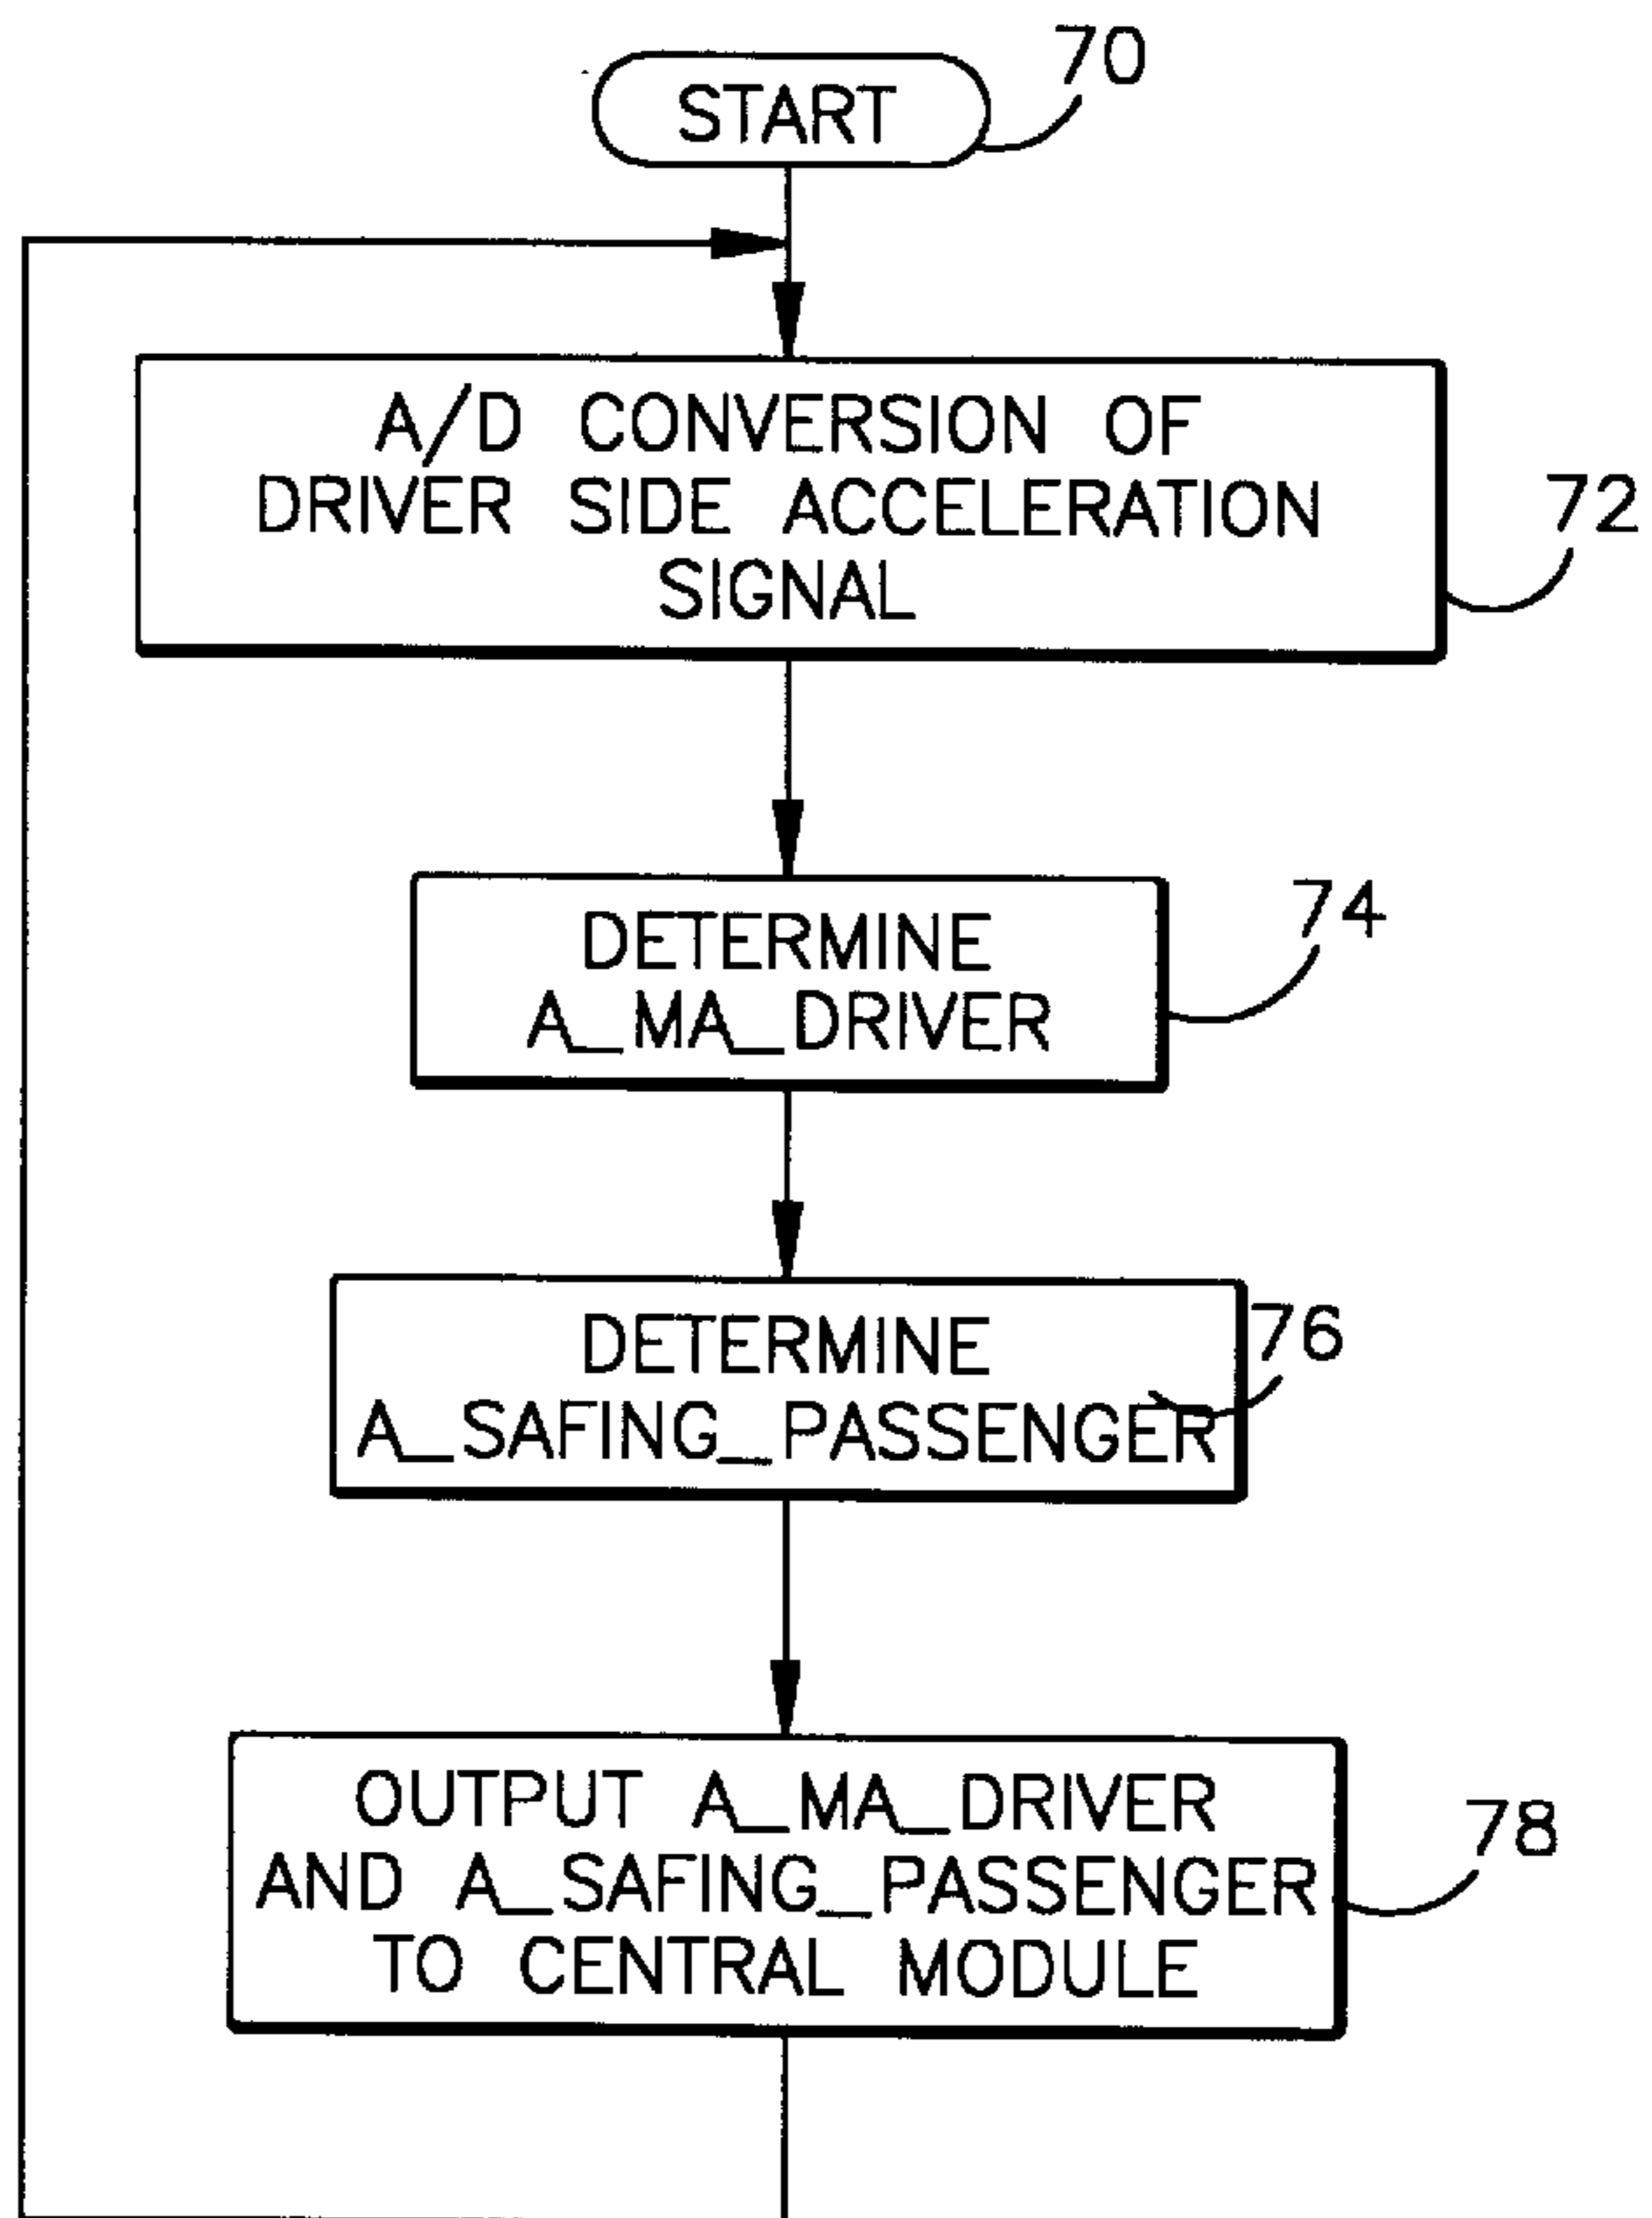 70
START
A/D CONVERSION OF
DRIVER SIDE ACCELERATION
SIGNAL
72
DETERMINE
A_MA_DRIVER
74
DETERMINE
A_SAFING_PASSENGER
76
OUTPUT A_MA_DRIVER
AND A_SAFING_PASSENGER
TO CENTRAL MODULE
78